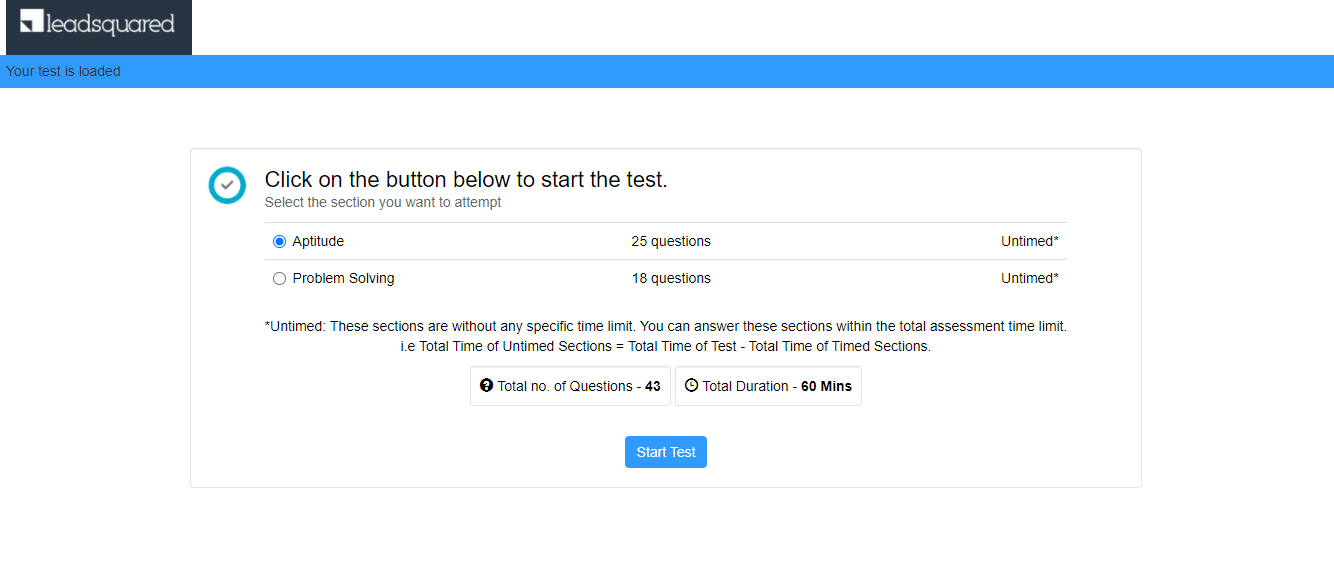 leadsquared
Your test is loaded
Click on the button below to start the test.
Select the section you want to attempt
Aptitude 25 questions Untimed*
Problem Solving 18 questions Untimed*
*Untimed: These sections are without any specific time limit. You can answer these sections within the total assessment time limit.
i.e Total Time of Untimed Sections = Total Time of Test - Total Time of Timed Sections.
Total no. of Questions - 43 Total Duration - 60 Mins
Start Test